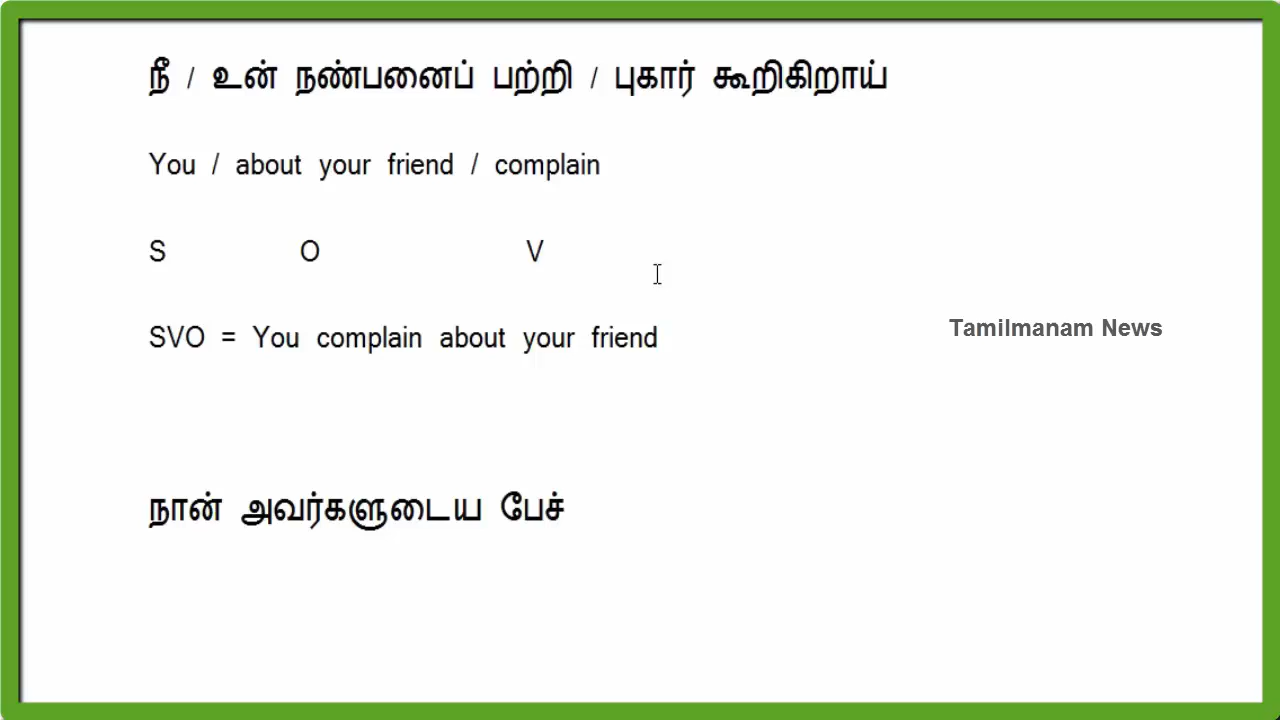 நீ / உன் நண்பனைப் பற்றி / புகார் கூறிகிறாய்
You / about your friend / complain
S O V
SVO = You complain about your friend
Tamilmanam News
நான் அவர்களுடைய பேச்